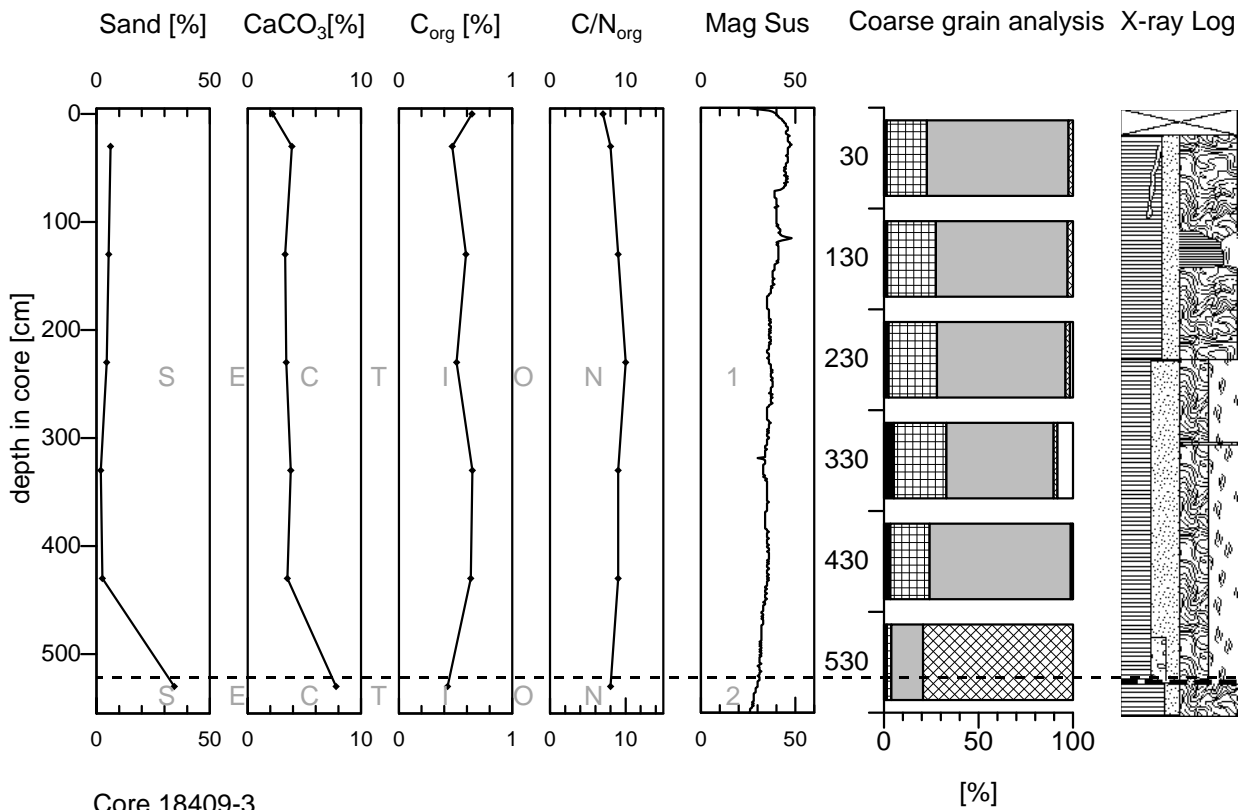 Sand [%] CaCO3[%] Corg [%] C/Norg Mag Sus Coarse grain analysis X-ray Log
0 50 0 10 0 1 0 10 0 50
0
100
200
300
400
500
depth in core [cm]
S E C T I O N 1
S E C T I O N 2
30
130
230
330
430
530
0 50 0 10 0 1 0 10 0 50 0 50 100
[%]
Core 18409-3